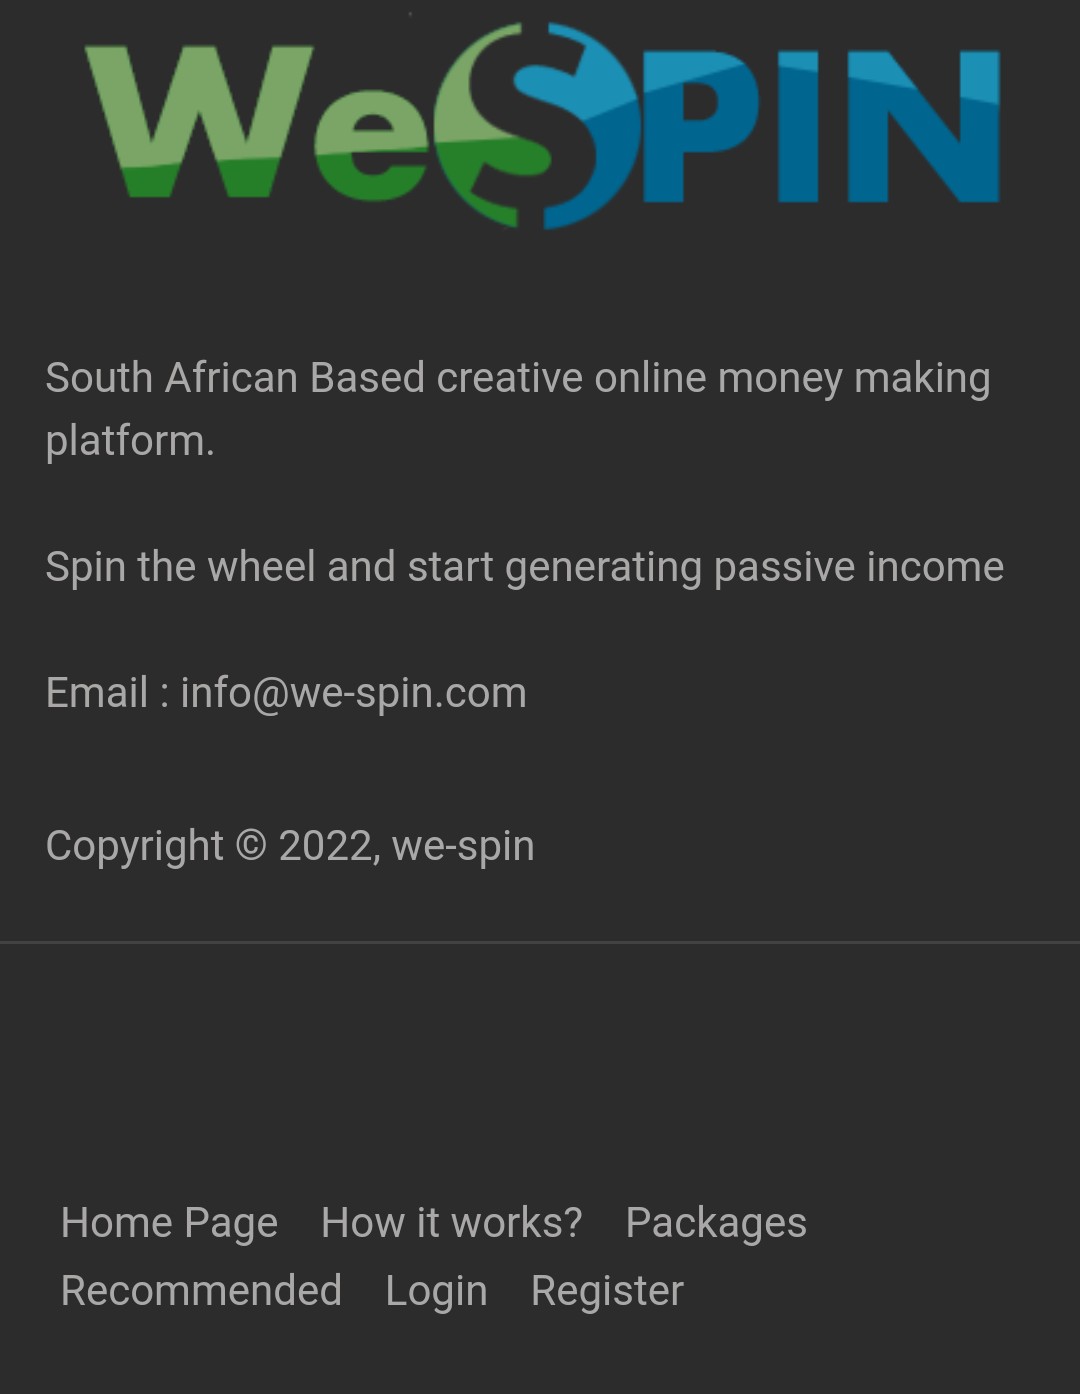 WeSPIN
South African Based creative online money making
platform.
Spin the wheel and start generating passive income
Email : info@we-spin.com
Copyright © 2022, we-spin
Home Page How it works? Packages
Recommended Login Register